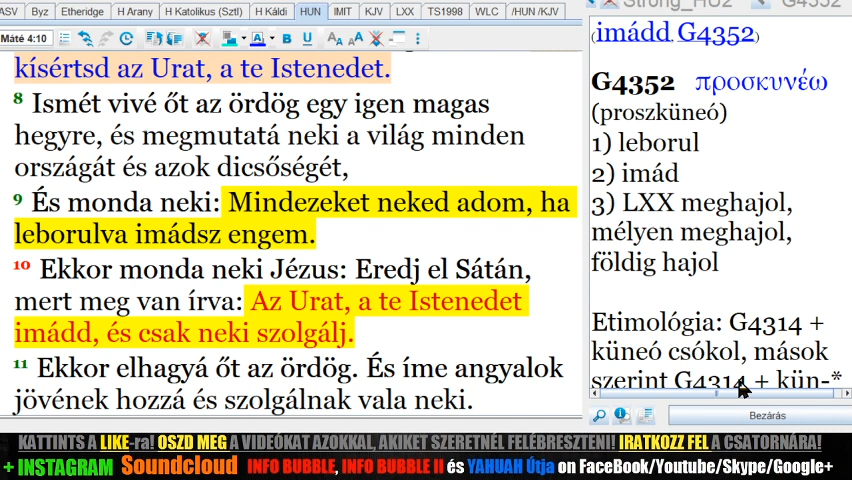 ASV Byz Etheridge H Arany H Katolikus (Sztl) H Káldi HUN IMIT KJV LXX TS1998 WLC /HUN /KJV
Máté 4:10
kísértsd az Urat, a te Istenedet.
8 Ismét vivé őt az ördög egy igen magas
hegyre, és megmutatá neki a világ minden
országát és azok dicsőségét,
9 És monda neki: Mindezeket neked adom, ha
leborulva imádsz engem.
10 Ekkor monda neki Jézus: Eredj el Sátán,
mert meg van írva: Az Urat, a te Istenedet
imádd, és csak neki szolgálj.
11 Ekkor elhagyá őt az ördög. És íme angyalok
jövének hozzá és szolgálnak vala neki.
Strong_HU2 G4352
(imádd G4352)
G4352 προσκυνέω
(proszküneó)
1) leborul
2) imád
3) LXX meghajol,
mélyen meghajol,
földig hajol
Etimológia: G4314 +
küneó csókol, mások
szerint G4314 + kün-*
Bezárás
KATTINTS A LIKE-ra! OSZD MEG A VIDEÓKAT AZOKKAL, AKIKET SZERETNÉL FELÉBRESZTENI! IRATKOZZ FEL A CSATORNÁRA!
+ INSTAGRAM Soundcloud INFO BUBBLE, INFO BUBBLE II és YAHUAH Útja on FaceBook/Youtube/Skype/Google+